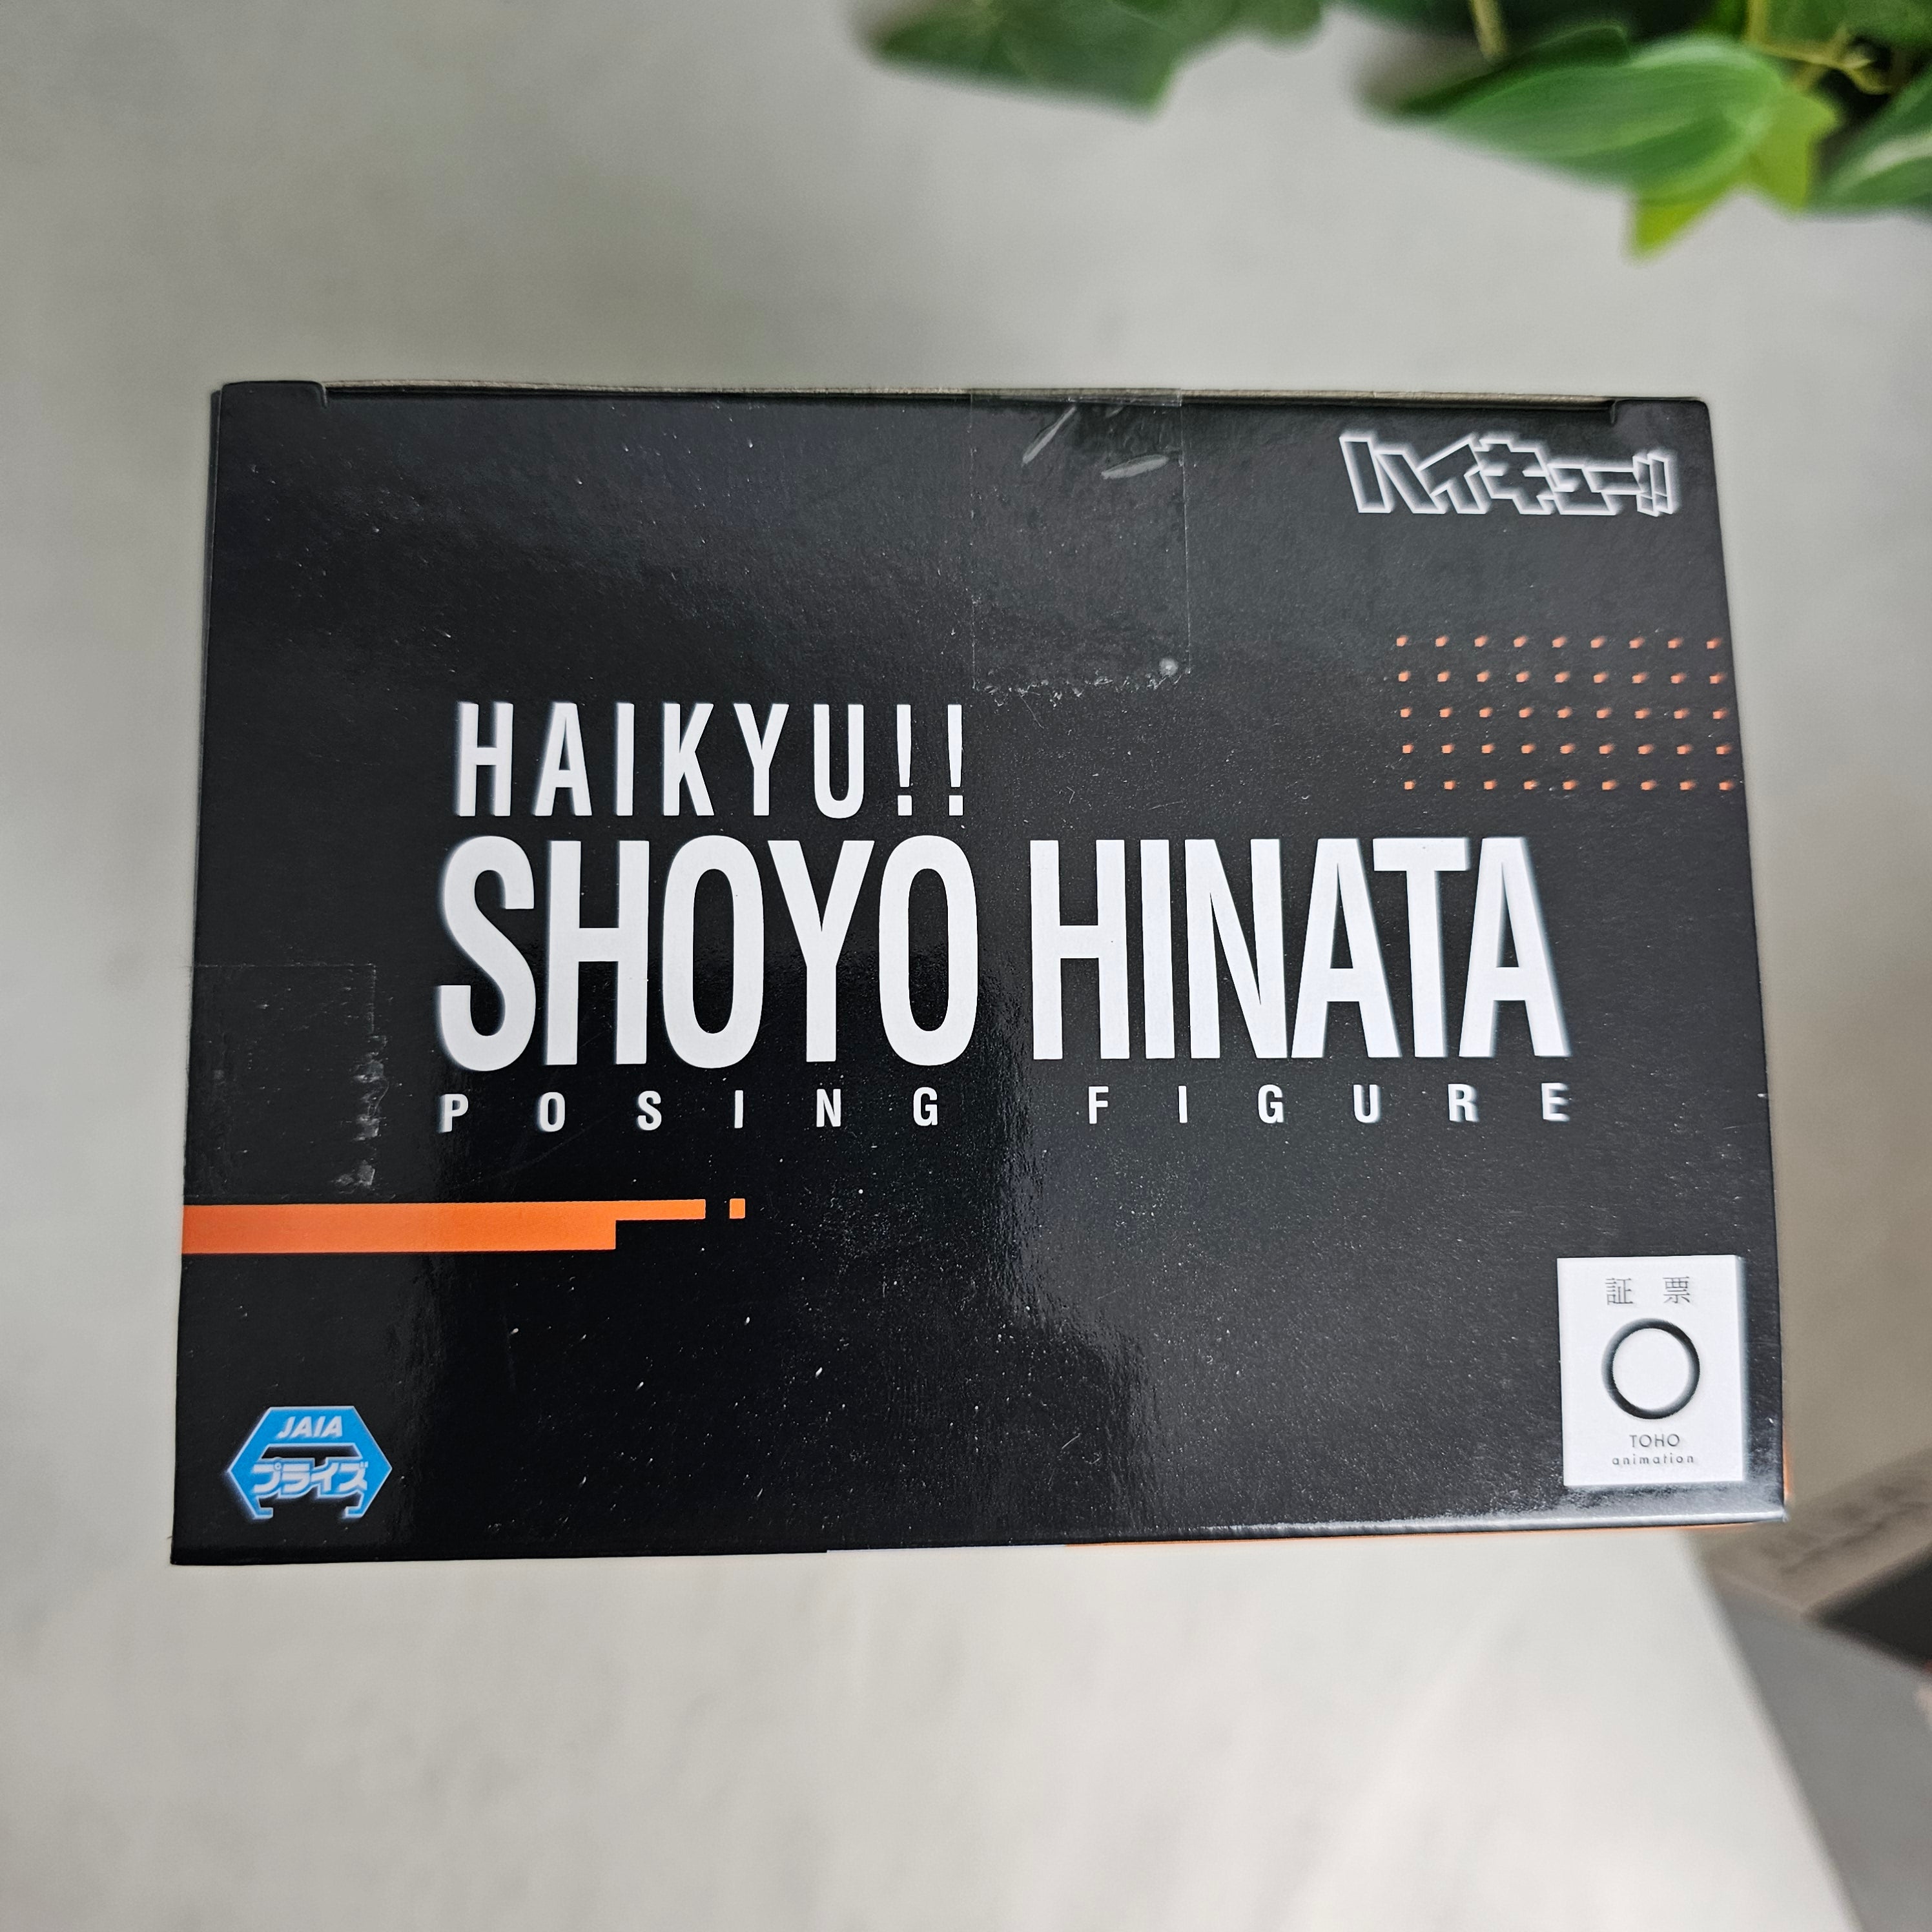 ハイキュー!!
HAIKYU!!
SHOYO HINATA
POSING FIGURE
証票
TOHO
animation
JAIA
プライズ